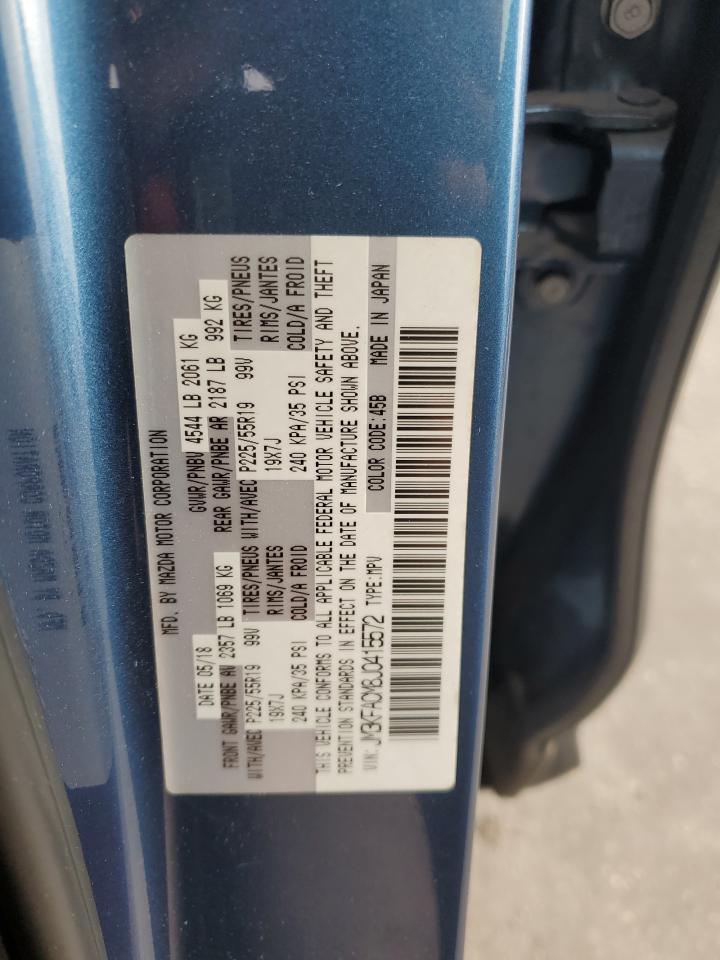 MFD. BY MAZDA MOTOR CORPORATION
DATE 05/18 GVWR/PNBV 4544 LB 2061 KG
FRONT GAWR/PNBE AV 2357 LB 1069 KG REAR GAWR/PNBE AR 2187 LB 992 KG
WITH/AVEC P225/55R19 99V TIRES/PNEUS WITH/AVEC P225/55R19 99V TIRES/PNEUS
19X7J RIMS/JANTES 19X7J RIMS/JANTES
240 KPA/35 PSI COLD/A FROID 240 KPA/35 PSI COLD/A FROID
THIS VEHICLE CONFORMS TO ALL APPLICABLE FEDERAL MOTOR VEHICLE SAFETY AND THEFT
PREVENTION STANDARDS IN EFFECT ON THE DATE OF MANUFACTURE SHOWN ABOVE.
VIN: JM3KFACM8J0415572 TYPE:MPV COLOR CODE:45B MADE IN JAPAN
8